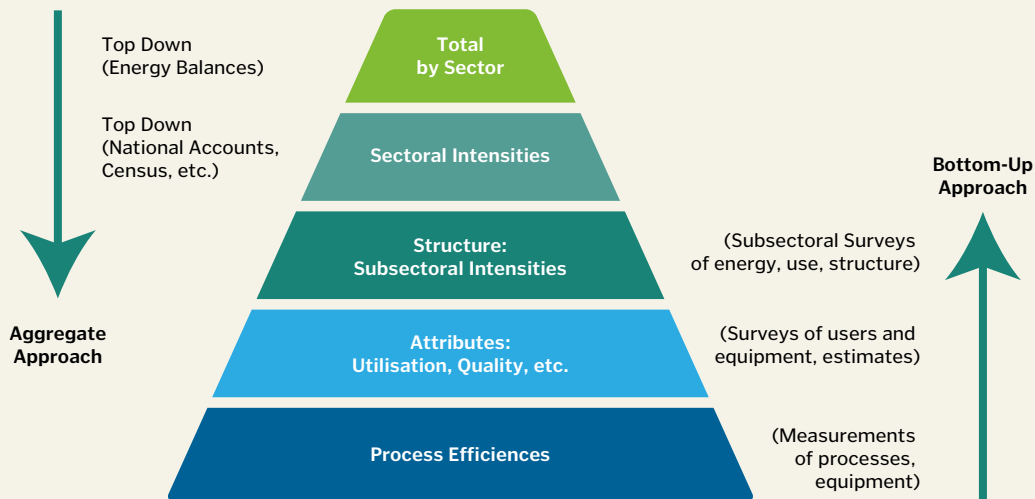 Top Down
(Energy Balances)
Total
by Sector
Top Down
(National Accounts,
Census, etc.)
Sectoral Intensities
Bottom-Up
Approach
Structure:
Subsectoral Intensities
(Subsectoral Surveys
of energy, use, structure)
Aggregate
Approach
Attributes:
Utilisation, Quality, etc.
(Surveys of users and
equipment, estimates)
Process Efficiences
(Measurements
of processes,
equipment)